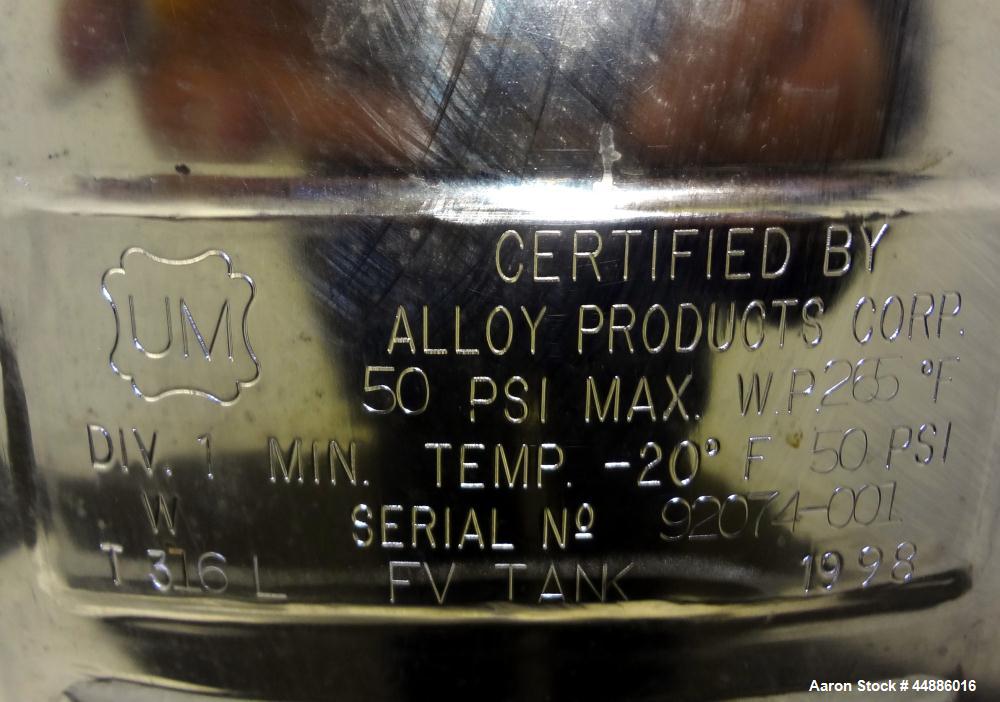 CERTIFIED BY
UM
ALLOY PRODUCTS CORP.
50 PSI MAX. W.P. 265 °F
DIV. 1 MIN. TEMP. -20° F 50 PSI
W SERIAL Nº 92074-001
T 316 L FV TANK 1998
Aaron Stock # 44886016